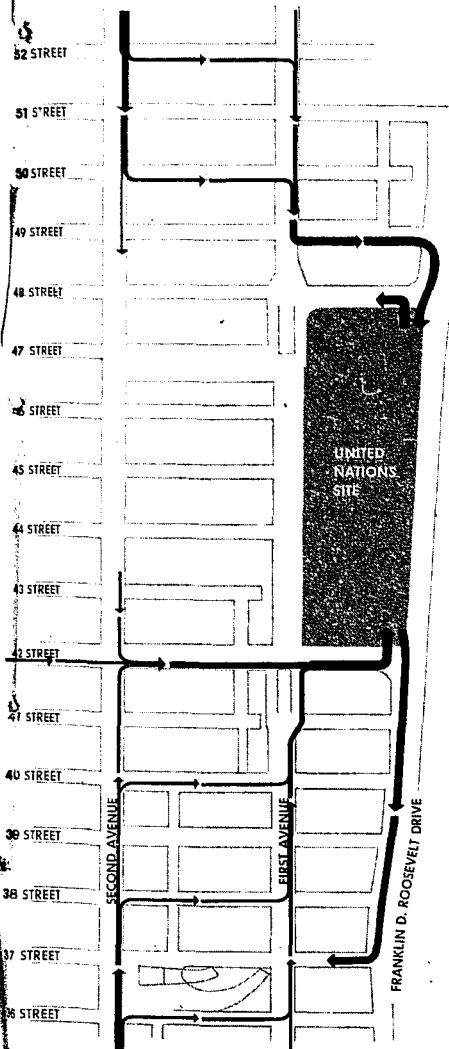 52 STREET
51 STREET
50 STREET
49 STREET
48 STREET
47 STREET
46 STREET
45 STREET
44 STREET
43 STREET
42 STREET
41 STREET
40 STREET
39 STREET
38 STREET
37 STREET
36 STREET
UNITED
NATIONS
SITE
SECOND AVENUE
FIRST AVENUE
FRANKLIN D. ROOSEVELT DRIVE